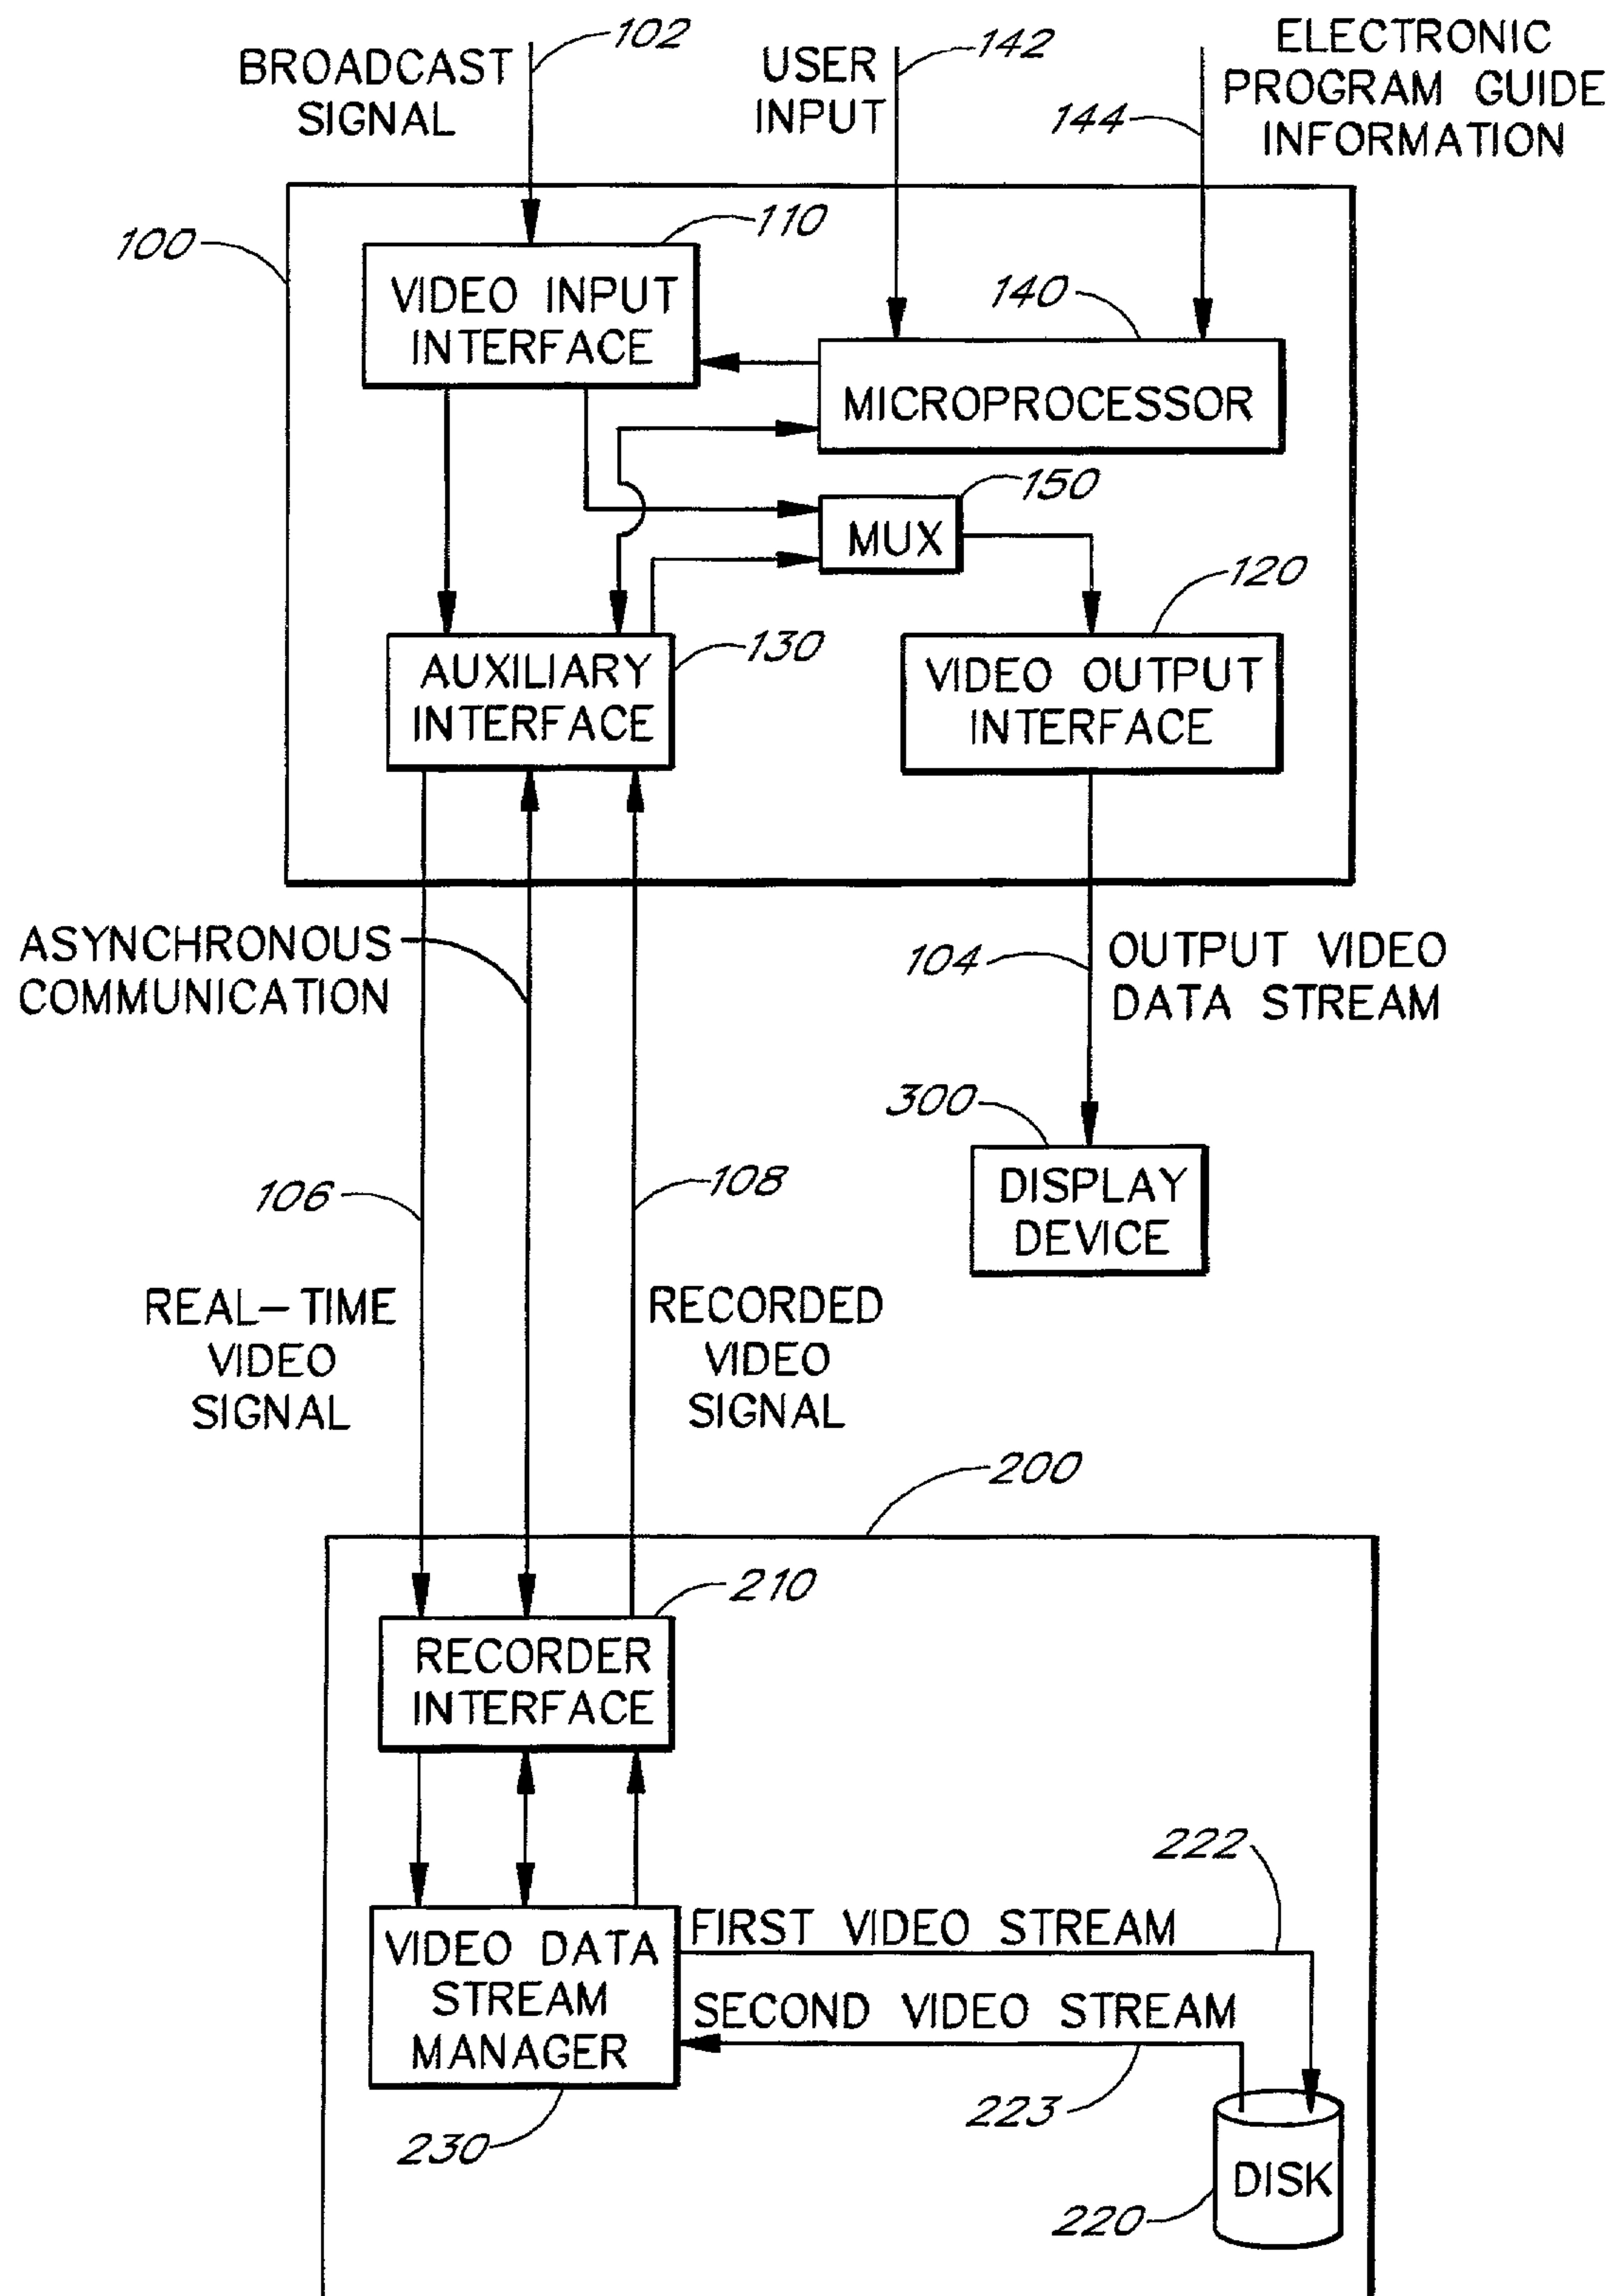 BROADCAST
SIGNAL
102
USER
INPUT
142
144
ELECTRONIC
PROGRAM GUIDE
INFORMATION
100
110
VIDEO INPUT
INTERFACE
140
MICROPROCESSOR
150
MUX
120
AUXILIARY
INTERFACE
130
VIDEO OUTPUT
INTERFACE
ASYNCHRONOUS
COMMUNICATION
104
OUTPUT VIDEO
DATA STREAM
300
DISPLAY
DEVICE
106
108
REAL-TIME
VIDEO
SIGNAL
RECORDED
VIDEO
SIGNAL
200
210
RECORDER
INTERFACE
222
VIDEO DATA
STREAM
MANAGER
FIRST VIDEO STREAM
SECOND VIDEO STREAM
223
230
DISK
220